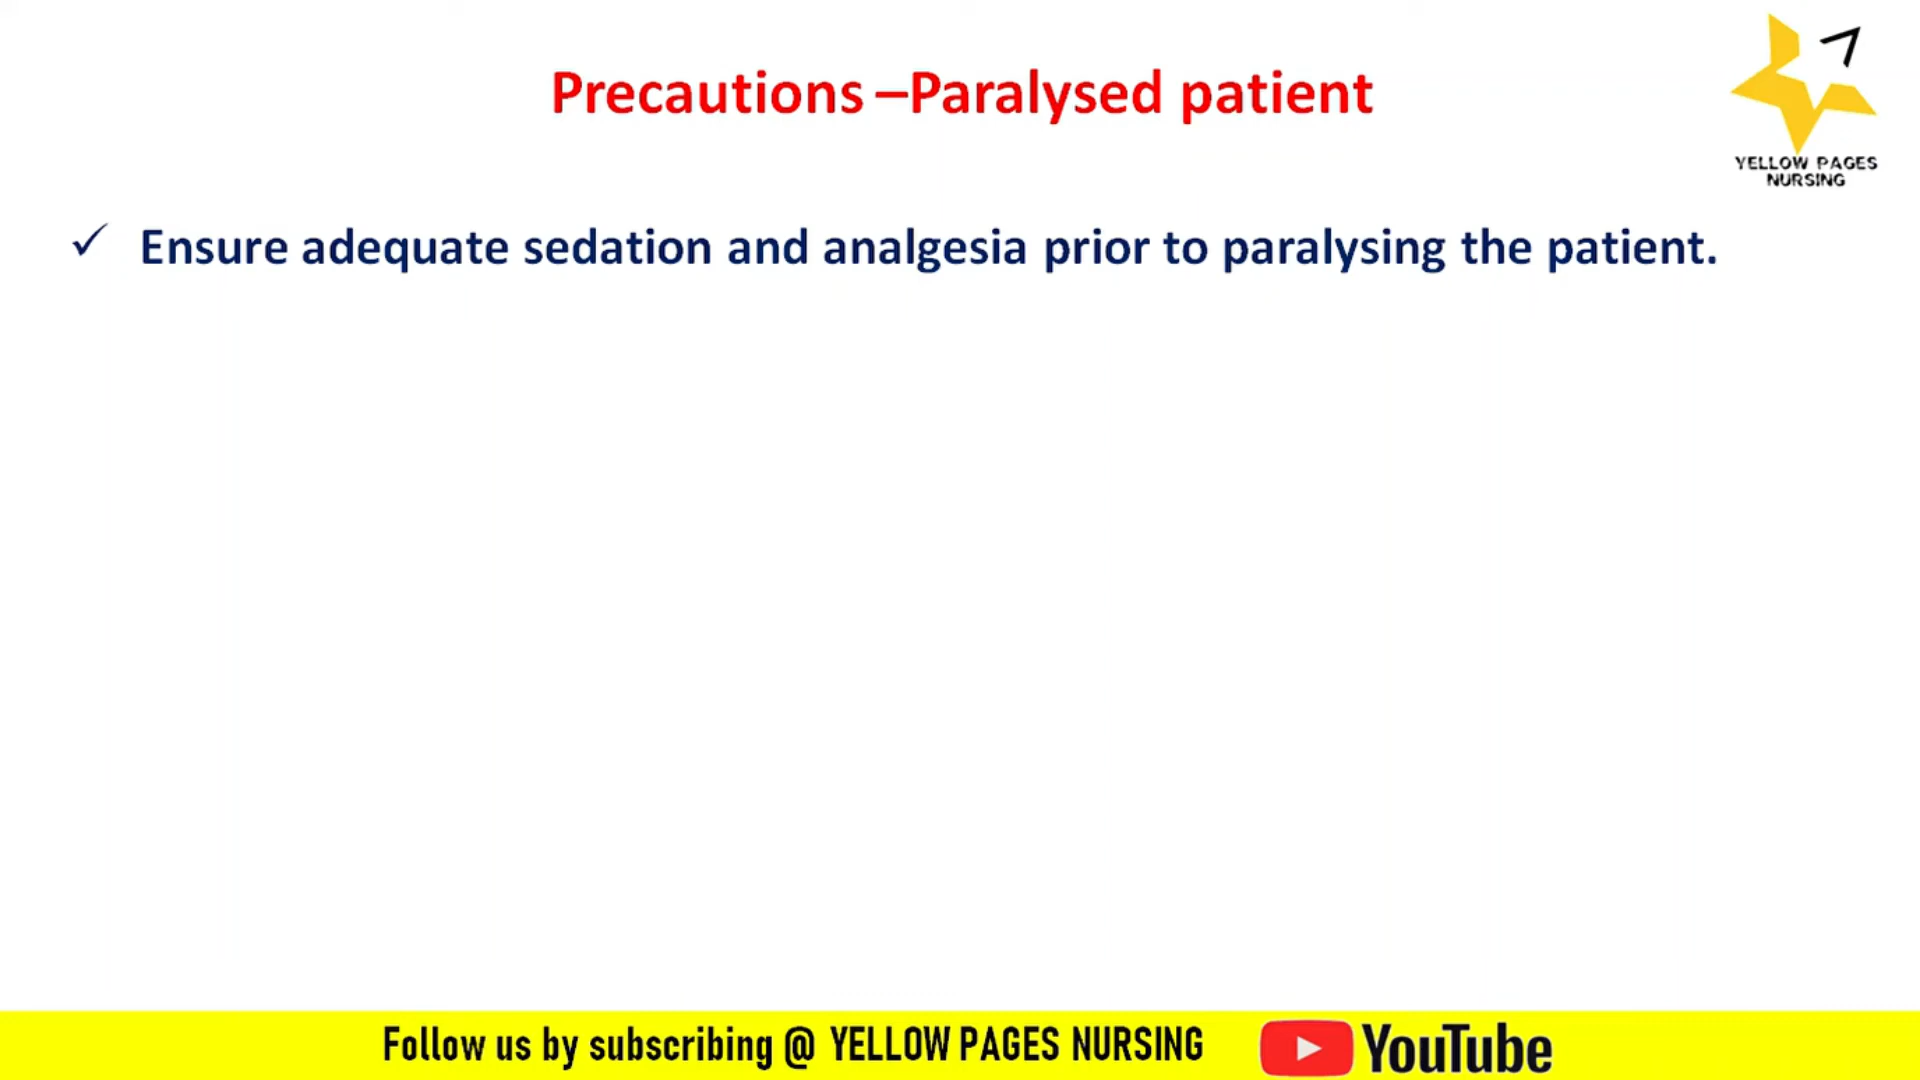 Precautions –Paralysed patient
YELLOW PAGES
NURSING
✓ Ensure adequate sedation and analgesia prior to paralysing the patient.
Follow us by subscribing @ YELLOW PAGES NURSING YouTube